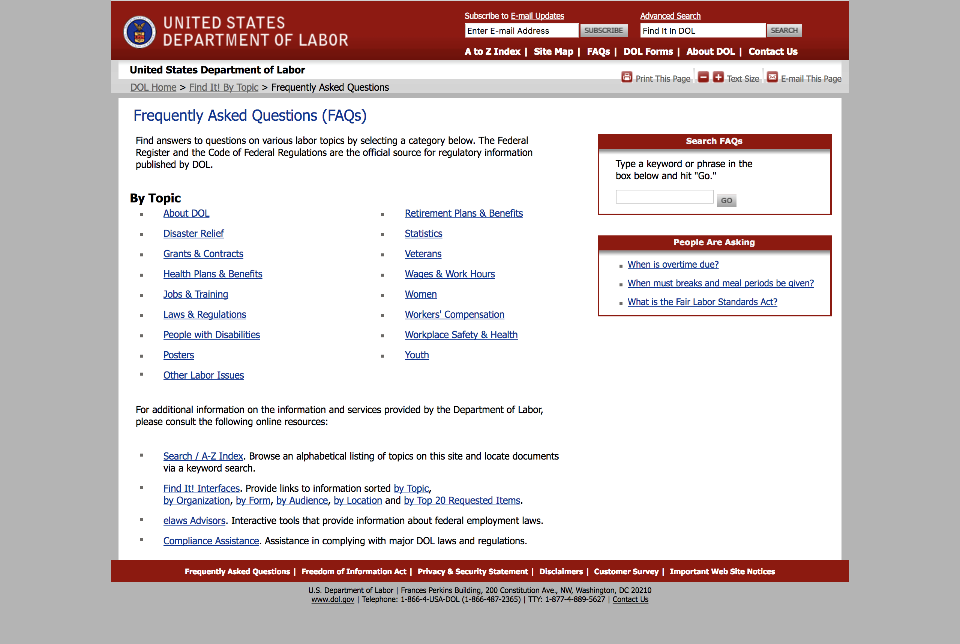 UNITED STATES
DEPARTMENT OF LABOR
Subscribe to E-mail Updates
Enter E-mail Address
SUBSCRIBE
Advanced Search
Find It in DOL
SEARCH
A to Z Index | Site Map | FAQs | DOL Forms | About DOL | Contact Us
United States Department of Labor
DOL Home > Find It! By Topic > Frequently Asked Questions
Print This Page
Text Size
E-mail This Page
Frequently Asked Questions (FAQs)
Find answers to questions on various labor topics by selecting a category below. The Federal
Register and the Code of Federal Regulations are the official source for regulatory information
published by DOL.
By Topic
About DOL
Disaster Relief
Grants & Contracts
Health Plans & Benefits
Jobs & Training
Laws & Regulations
People with Disabilities
Posters
Other Labor Issues
Retirement Plans & Benefits
Statistics
Veterans
Wages & Work Hours
Women
Workers' Compensation
Workplace Safety & Health
Youth
Search FAQs
Type a keyword or phrase in the
box below and hit "Go."
GO
People Are Asking
When is overtime due?
When must breaks and meal periods be given?
What is the Fair Labor Standards Act?
For additional information on the information and services provided by the Department of Labor,
please consult the following online resources:
Search / A-Z Index. Browse an alphabetical listing of topics on this site and locate documents
via a keyword search.
Find It! Interfaces. Provide links to information sorted by Topic,
by Organization, by Form, by Audience, by Location and by Top 20 Requested Items.
elaws Advisors. Interactive tools that provide information about federal employment laws.
Compliance Assistance. Assistance in complying with major DOL laws and regulations.
Frequently Asked Questions | Freedom of Information Act | Privacy & Security Statement | Disclaimers | Customer Survey | Important Web Site Notices
U.S. Department of Labor | Frances Perkins Building, 200 Constitution Ave., NW, Washington, DC 20210
www.dol.gov | Telephone: 1-866-4-USA-DOL (1-866-487-2365) | TTY: 1-877-4-889-5627 | Contact Us